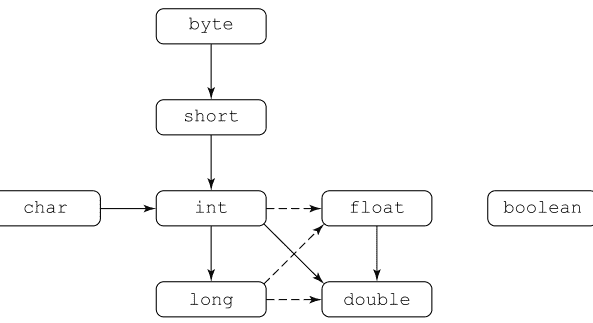 byte
short
char
int
float
boolean
long
double